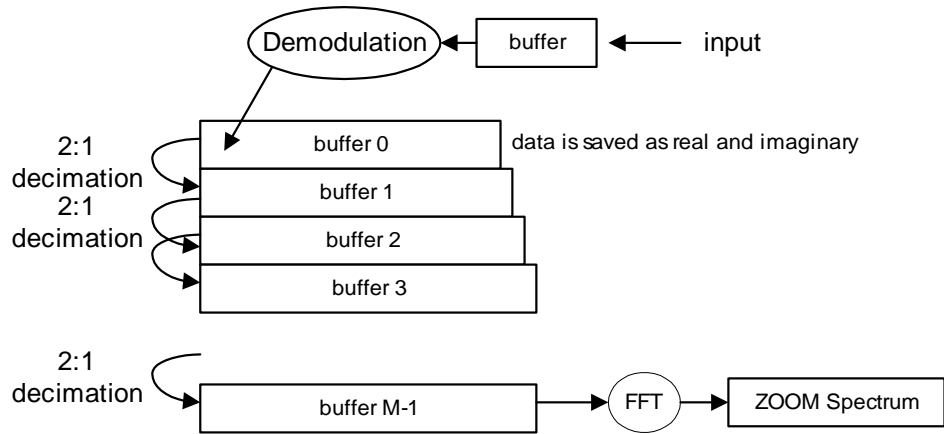 Demodulation
buffer
input
buffer 0
data is saved as real and imaginary
2:1
decimation
buffer 1
2:1
decimation
buffer 2
buffer 3
2:1
decimation
buffer M-1
FFT
ZOOM Spectrum